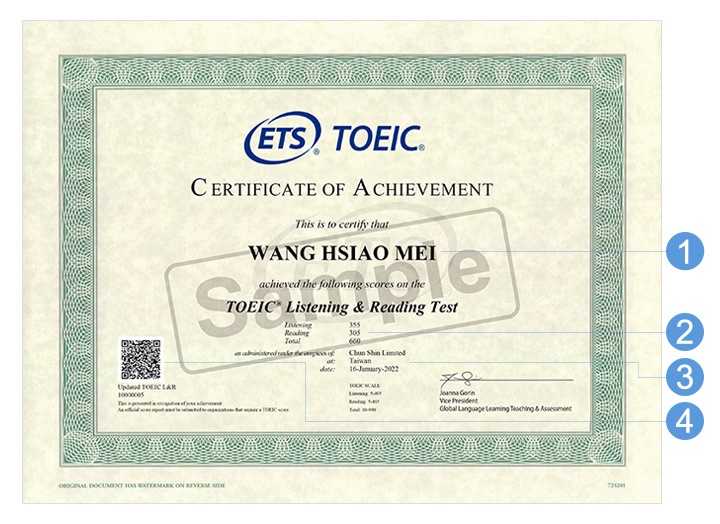 ETS® TOEIC®
CERTIFICATE OF ACHIEVEMENT
This is to certify that
WANG HSIAO MEI
1
achieved the following scores on the
Sample
TOEIC® Listening & Reading Test
Listening 355
Reading 305
2
Total 660
as administered under the auspices of: Chun Shin Limited
at: Taiwan
date: 16-January-2022
3
Updated TOEIC L&R
10000005
This is presented in recognition of your achievement
An official score report must be submitted to organizations that require a TOEIC score
TOEIC SCALE
Listening: 5-495
Reading: 5-495
Total: 10-990
Joanna Gorin
Vice President
Global Language Learning Teaching & Assessment
4
ORIGINAL DOCUMENT HAS WATERMARK ON REVERSE SIDE
725201